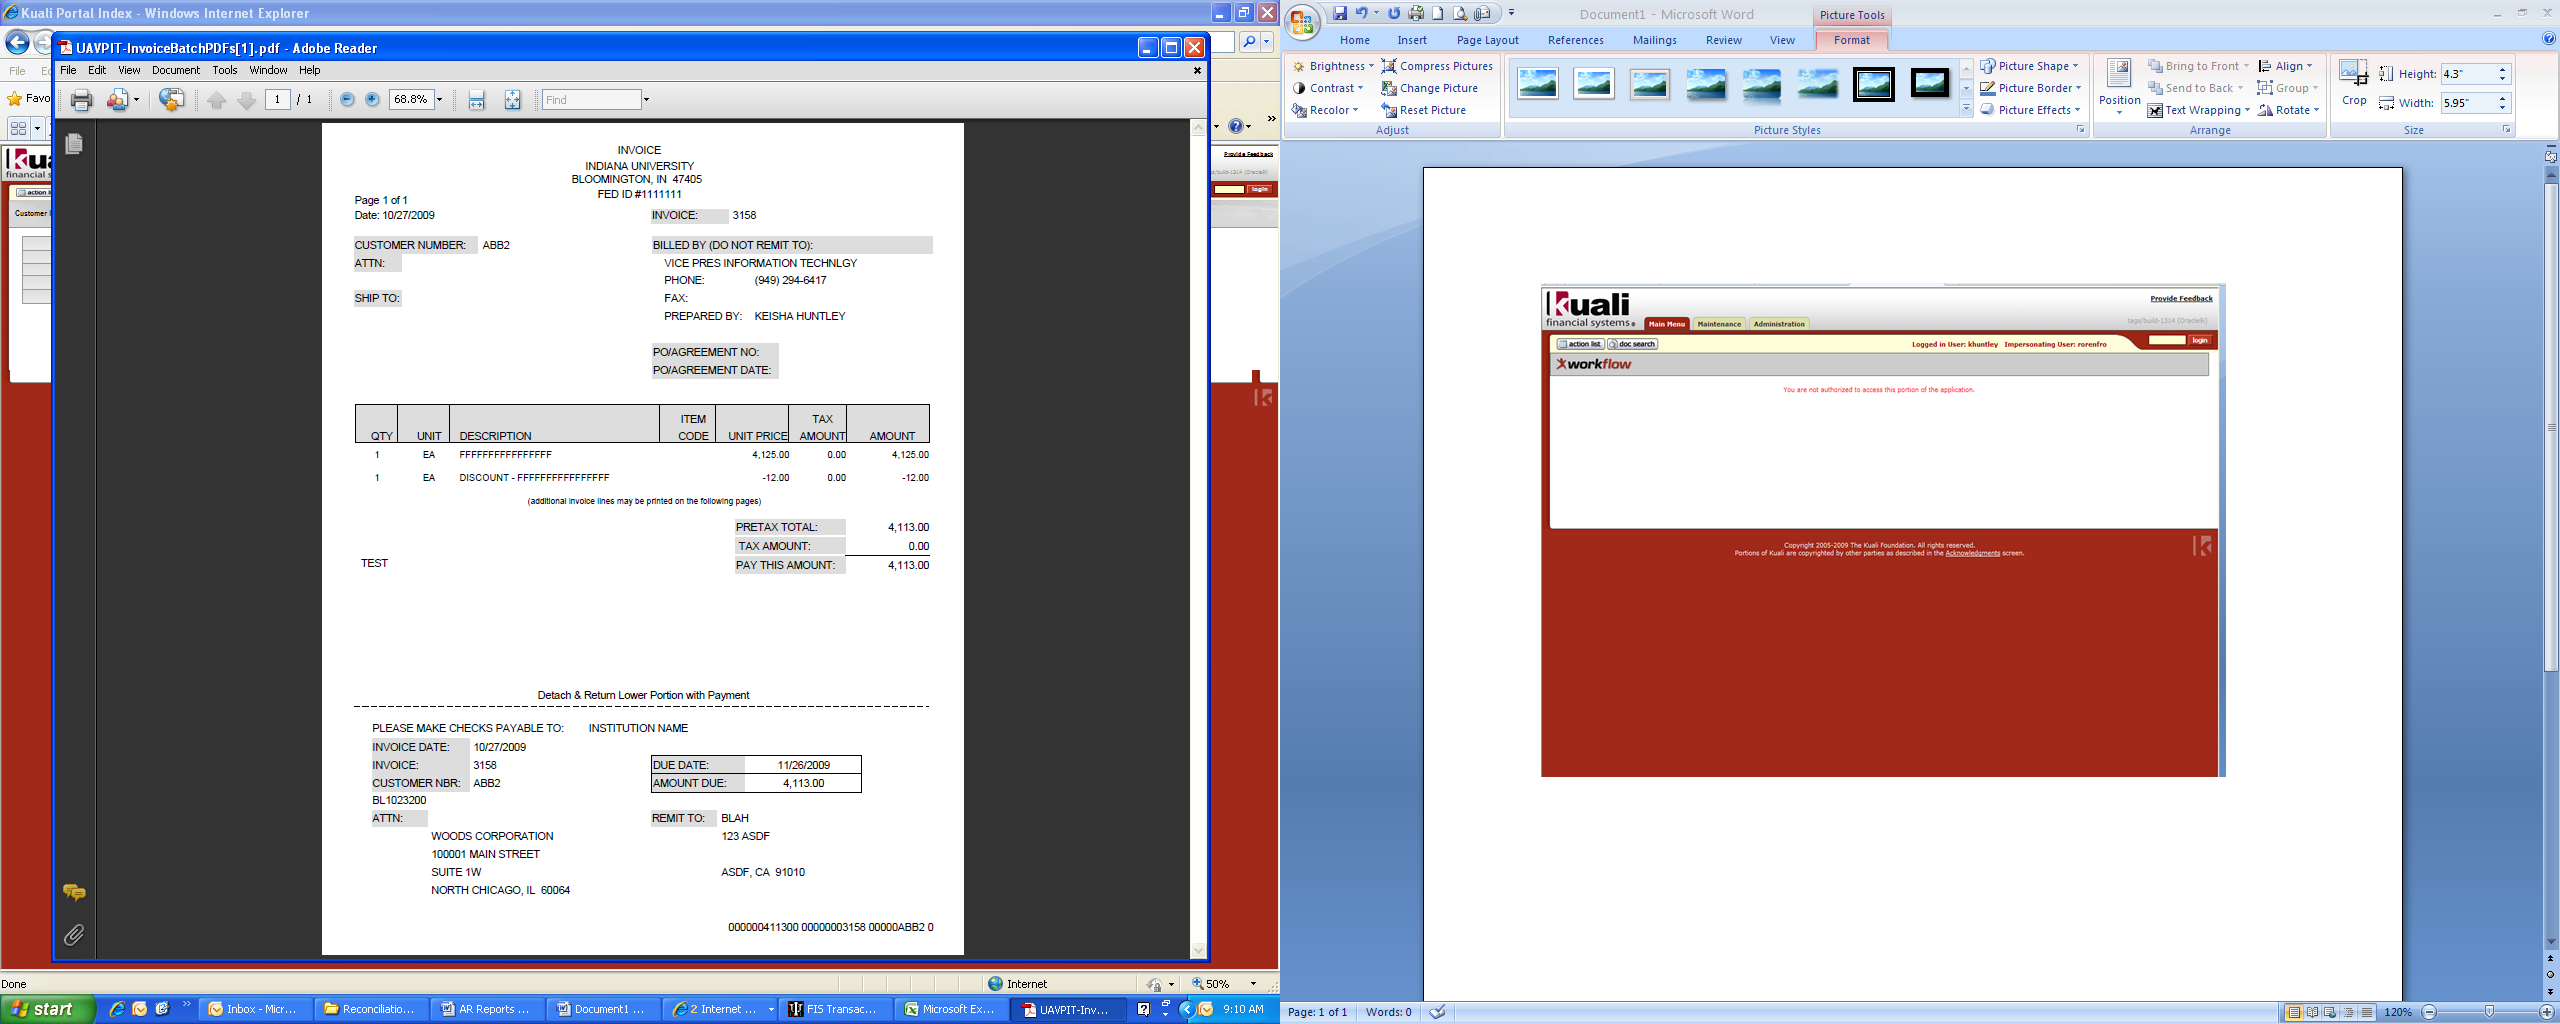 Kuali Portal Index - Windows Internet Explorer
UAVPIT-InvoiceBatchPDFs[1].pdf - Adobe Reader
File Edit View Document Tools Window Help
1 / 1 68.8% Find
File
Favo
Kua
financial system
action li
Customer
INVOICE
INDIANA UNIVERSITY
BLOOMINGTON, IN 47405
FED ID #1111111
Page 1 of 1
Date: 10/27/2009
INVOICE: 3158
CUSTOMER NUMBER: ABB2
BILLED BY (DO NOT REMIT TO):
ATTN:
VICE PRES INFORMATION TECHNLGY
PHONE: (949) 294-6417
SHIP TO:
FAX:
PREPARED BY: KEISHA HUNTLEY
PO/AGREEMENT NO:
PO/AGREEMENT DATE:
QTY UNIT DESCRIPTION ITEM CODE UNIT PRICE TAX AMOUNT AMOUNT
1 EA FFFFFFFFFFFFFFFF 4,125.00 0.00 4,125.00
1 EA DISCOUNT - FFFFFFFFFFFFFFFF -12.00 0.00 -12.00
(additional invoice lines may be printed on the following pages)
PRETAX TOTAL: 4,113.00
TAX AMOUNT: 0.00
TEST
PAY THIS AMOUNT: 4,113.00
Detach & Return Lower Portion with Payment
PLEASE MAKE CHECKS PAYABLE TO: INSTITUTION NAME
INVOICE DATE: 10/27/2009
INVOICE: 3158
CUSTOMER NBR: ABB2
BL1023200
DUE DATE: 11/26/2009
AMOUNT DUE: 4,113.00
ATTN:
REMIT TO: BLAH
WOODS CORPORATION
100001 MAIN STREET
SUITE 1W
NORTH CHICAGO, IL 60064
123 ASDF
ASDF, CA 91010
000000411300 00000003158 00000ABB2 0
Provide Feedback
login
Done Internet 50%
start Inbox - Micr... Reconciliatio... AR Reports ... Document1 ... 2 Internet ... FIS Transac... Microsoft Ex... UAVPIT-Inv... 9:10 AM
Document1 - Microsoft Word Picture Tools
Home Insert Page Layout References Mailings Review View Format
Brightness Compress Pictures
Contrast Change Picture
Recolor Reset Picture
Adjust
Picture Styles
Picture Shape
Picture Border
Picture Effects
Position
Bring to Front Align
Send to Back Group
Text Wrapping Rotate
Arrange
Crop
Height: 4.3"
Width: 5.95"
Size
Kuali
financial systems
Main Menu Maintenance Administration
Provide Feedback
tags/build-1314 (Oracle9i)
action list doc search
Logged in User: khuntley Impersonating User: rorenfro
login
workflow
You are not authorized to access this portion of the application.
Copyright 2005-2009 The Kuali Foundation. All rights reserved.
Portions of Kuali are copyrighted by other parties as described in the Acknowledgments screen.
Page: 1 of 1 Words: 0 120%